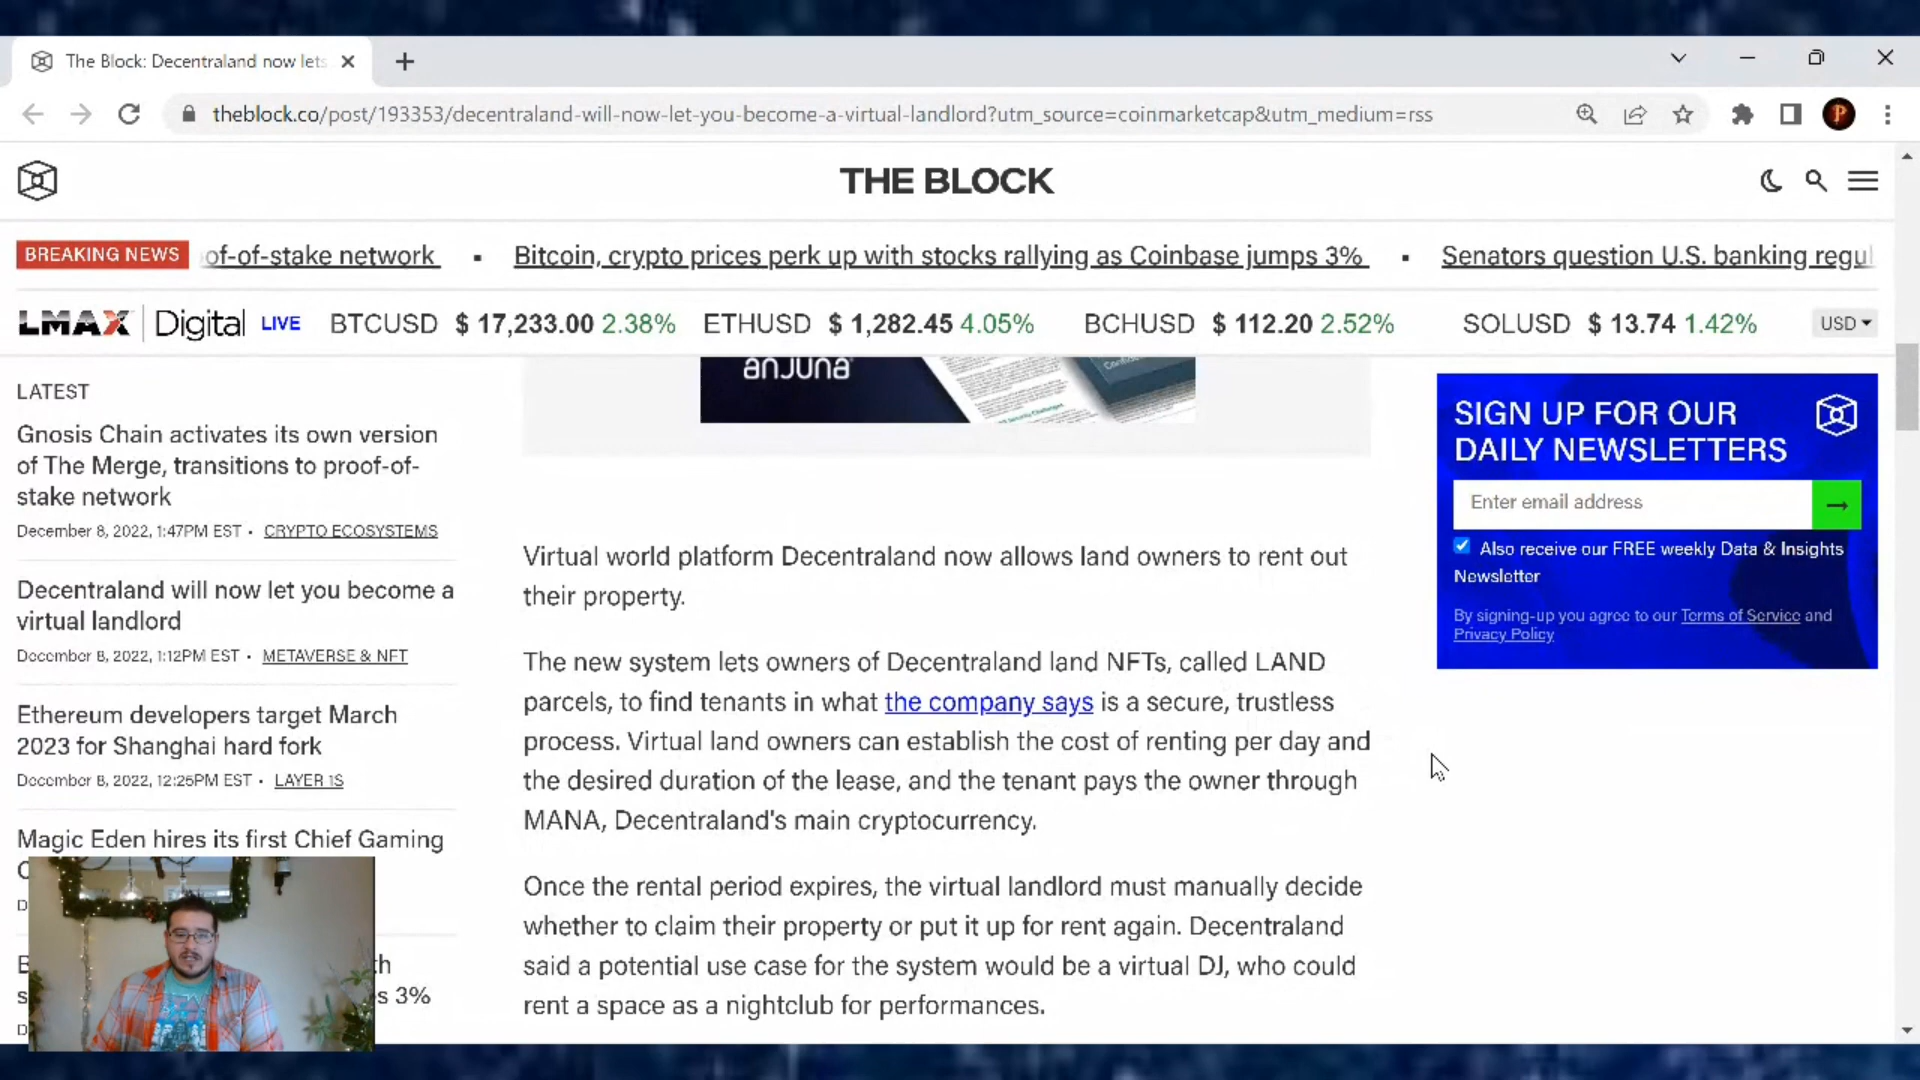 The Block: Decentraland now lets
theblock.co/post/193353/decentraland-will-now-let-you-become-a-virtual-landlord?utm_source=coinmarketcap&utm_medium=rss
P
THE BLOCK
BREAKING NEWS of-of-stake network ▪ Bitcoin, crypto prices perk up with stocks rallying as Coinbase jumps 3% ▪ Senators question U.S. banking regul
LMAX Digital LIVE BTCUSD $ 17,233.00 2.38% ETHUSD $ 1,282.45 4.05% BCHUSD $ 112.20 2.52% SOLUSD $ 13.74 1.42% USD
LATEST
Gnosis Chain activates its own version
of The Merge, transitions to proof-of-
stake network
December 8, 2022, 1:47PM EST • CRYPTO ECOSYSTEMS
Decentraland will now let you become a
virtual landlord
December 8, 2022, 1:12PM EST • METAVERSE & NFT
Ethereum developers target March
2023 for Shanghai hard fork
December 8, 2022, 12:25PM EST • LAYER 1S
Magic Eden hires its first Chief Gaming
s 3%
anjuna
Virtual world platform Decentraland now allows land owners to rent out
their property.
The new system lets owners of Decentraland land NFTs, called LAND
parcels, to find tenants in what the company says is a secure, trustless
process. Virtual land owners can establish the cost of renting per day and
the desired duration of the lease, and the tenant pays the owner through
MANA, Decentraland's main cryptocurrency.
Once the rental period expires, the virtual landlord must manually decide
whether to claim their property or put it up for rent again. Decentraland
said a potential use case for the system would be a virtual DJ, who could
rent a space as a nightclub for performances.
SIGN UP FOR OUR
DAILY NEWSLETTERS
Enter email address
Also receive our FREE weekly Data & Insights
Newsletter
By signing-up you agree to our Terms of Service and
Privacy Policy